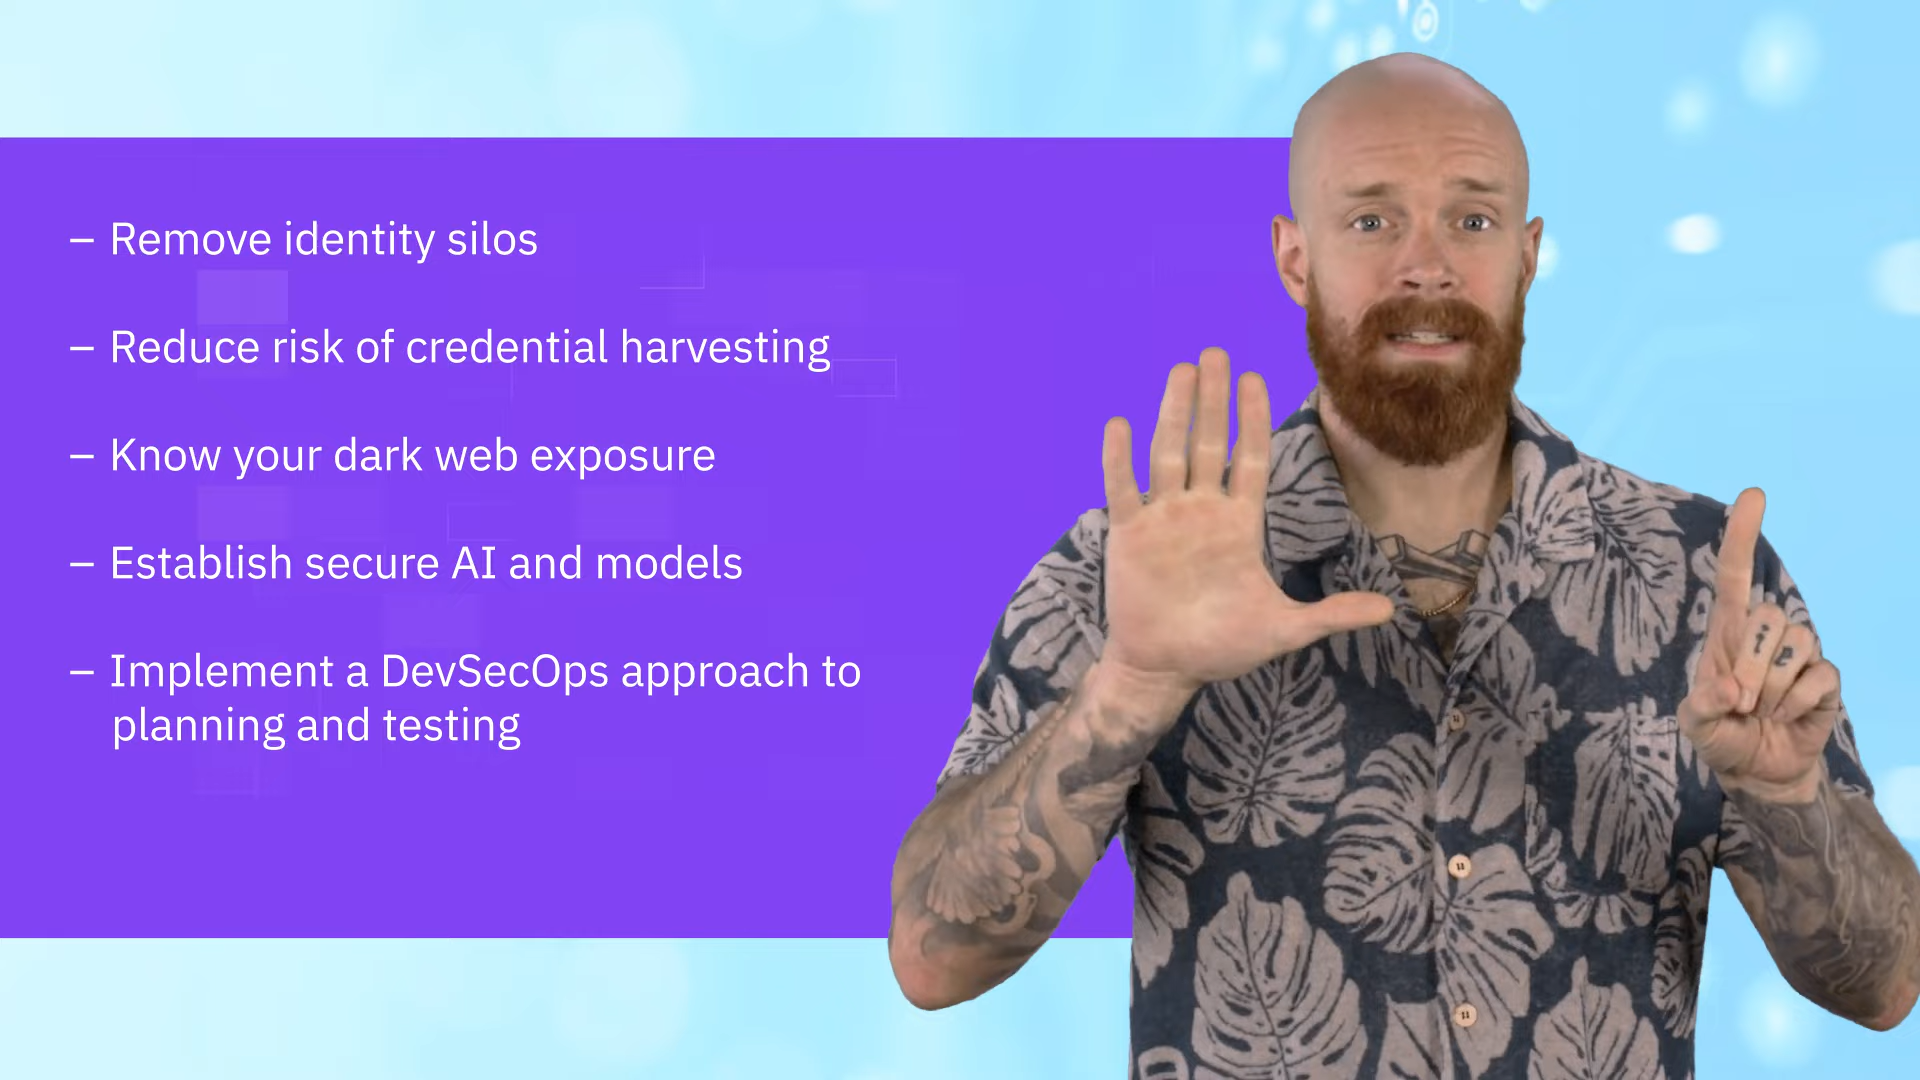 – Remove identity silos
– Reduce risk of credential harvesting
– Know your dark web exposure
– Establish secure AI and models
– Implement a DevSecOps approach to
planning and testing